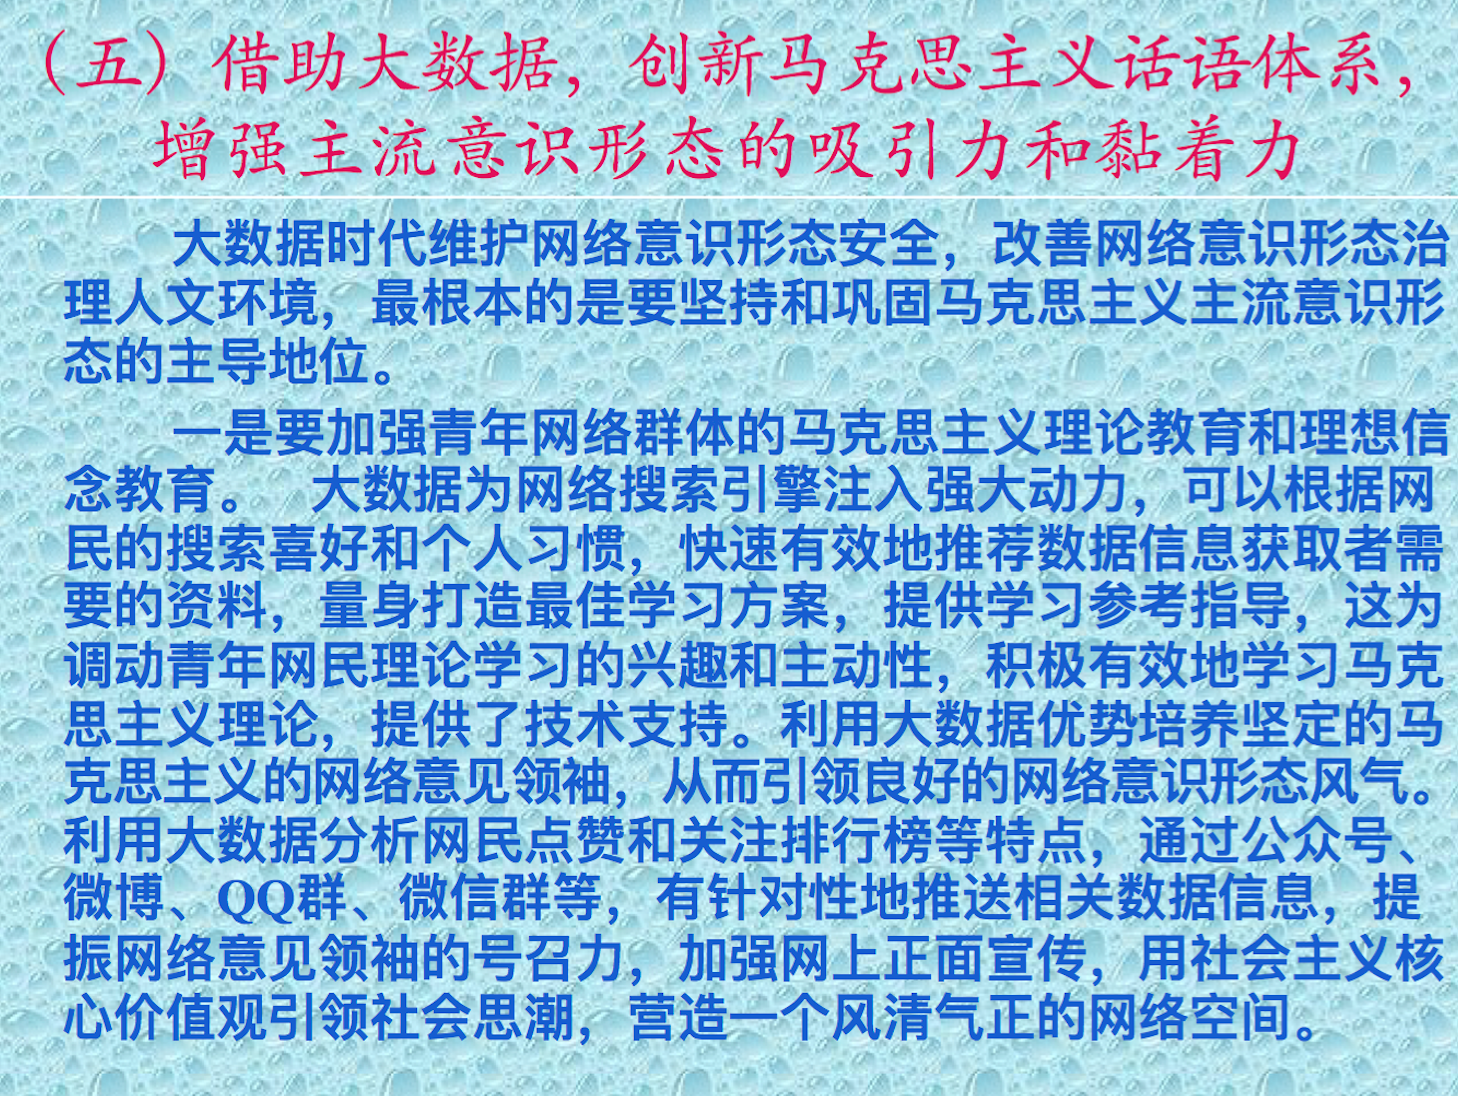 （五）借助大数据，创新马克思主义话语体系，
增强主流意识形态的吸引力和黏着力
大数据时代维护网络意识形态安全，改善网络意识形态治
理人文环境，最根本的是要坚持和巩固马克思主义主流意识形
态的主导地位。
一是要加强青年网络群体的马克思主义理论教育和理想信
念教育。 大数据为网络搜索引擎注入强大动力，可以根据网
民的搜索喜好和个人习惯，快速有效地推荐数据信息获取者需
要的资料，量身打造最佳学习方案，提供学习参考指导，这为
调动青年网民理论学习的兴趣和主动性，积极有效地学习马克
思主义理论，提供了技术支持。利用大数据优势培养坚定的马
克思主义的网络意见领袖，从而引领良好的网络意识形态风气。
利用大数据分析网民点赞和关注排行榜等特点，通过公众号、
微博、QQ群、微信群等，有针对性地推送相关数据信息，提
振网络意见领袖的号召力，加强网上正面宣传，用社会主义核
心价值观引领社会思潮，营造一个风清气正的网络空间。